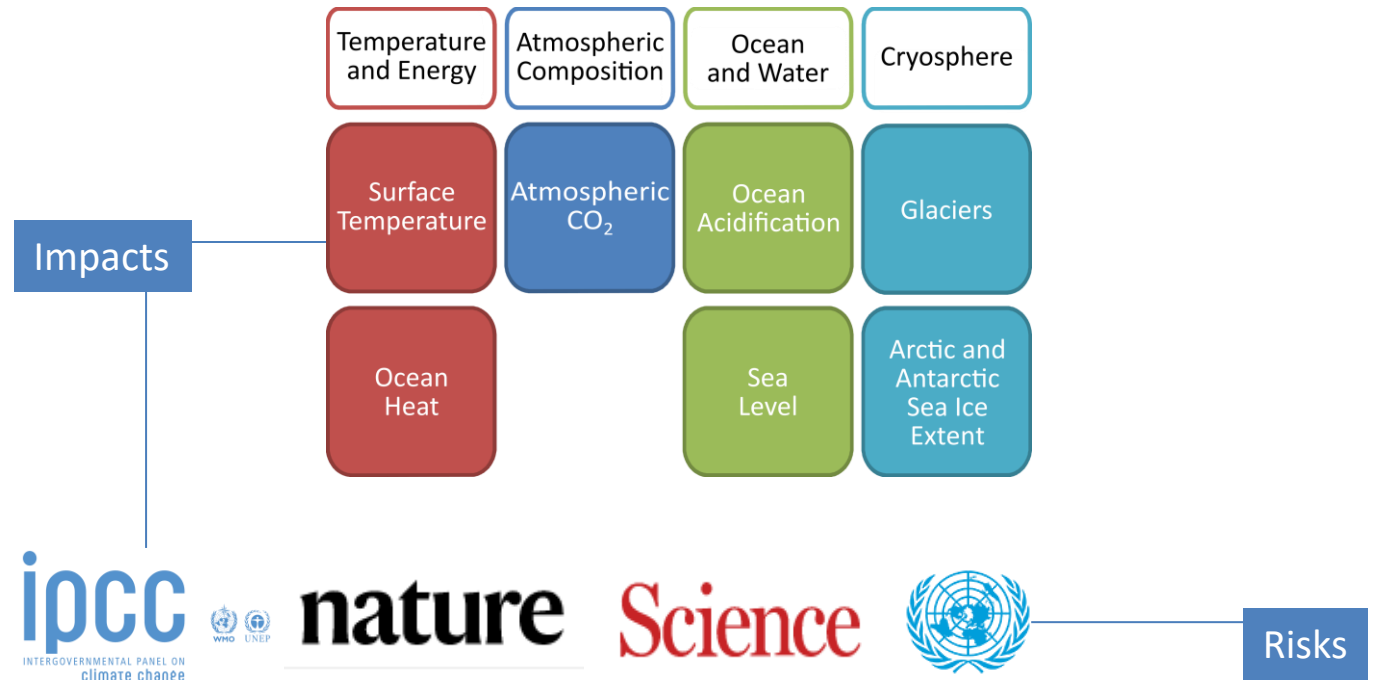 Temperature
and Energy
Atmospheric
Composition
Ocean
and Water
Cryosphere
Surface
Temperature
Atmospheric
CO₂
Ocean
Acidification
Glaciers
Impacts
Ocean
Heat
Sea
Level
Arctic and
Antarctic
Sea Ice
Extent
ipcc
INTERGOVERNMENTAL PANEL ON
climate change
WMO
UNEP
nature
Science
Risks